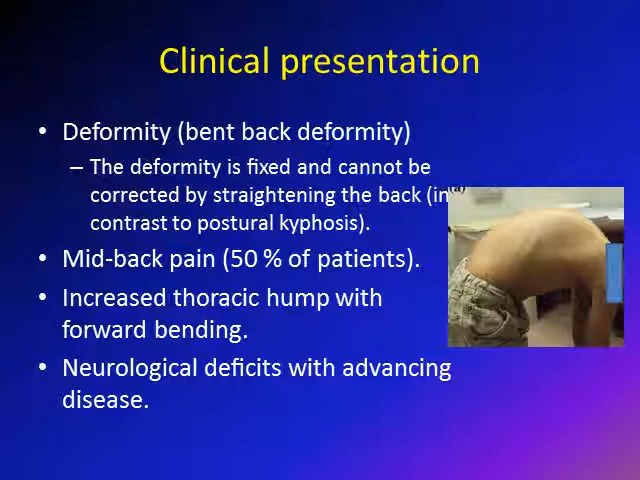 Clinical presentation
• Deformity (bent back deformity)
– The deformity is fixed and cannot be
corrected by straightening the back (in
contrast to postural kyphosis).
(a)
• Mid-back pain (50 % of patients).
• Increased thoracic hump with
forward bending.
• Neurological deficits with advancing
disease.